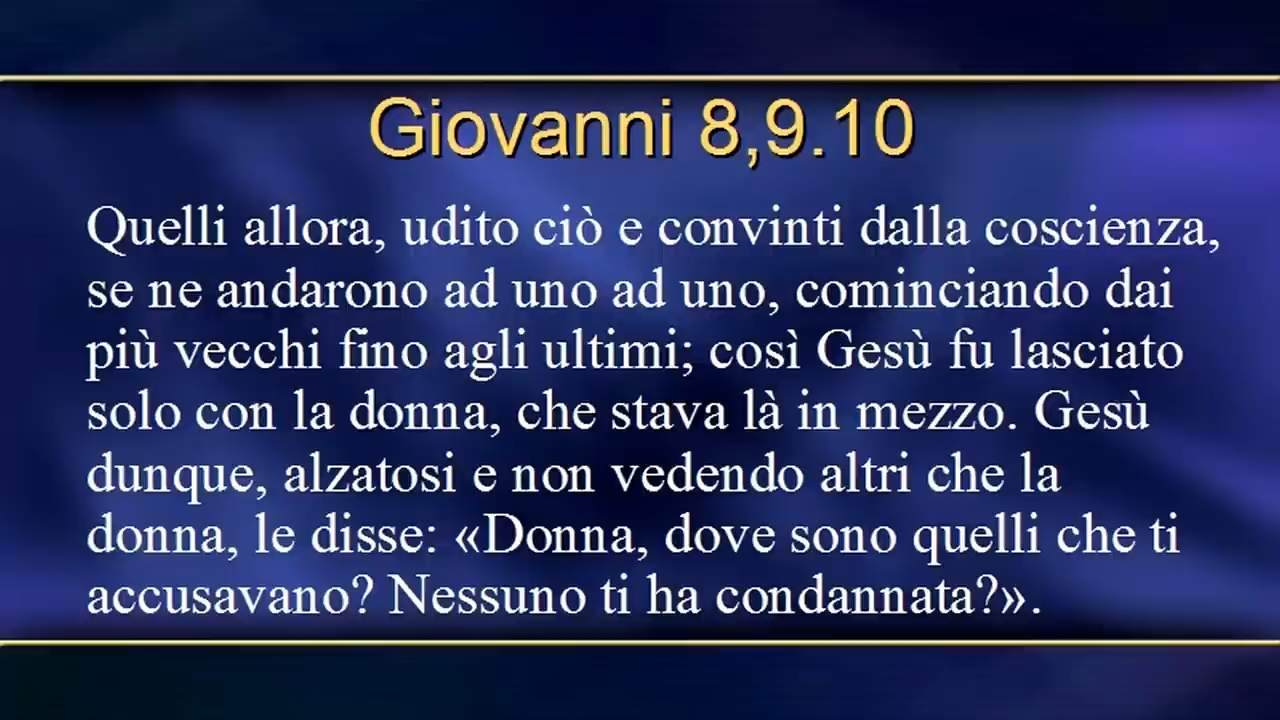 Giovanni 8,9.10
Quelli allora, udito ciò e convinti dalla coscienza,
se ne andarono ad uno ad uno, cominciando dai
più vecchi fino agli ultimi; così Gesù fu lasciato
solo con la donna, che stava là in mezzo. Gesù
dunque, alzatosi e non vedendo altri che la
donna, le disse: «Donna, dove sono quelli che ti
accusavano? Nessuno ti ha condannata?».